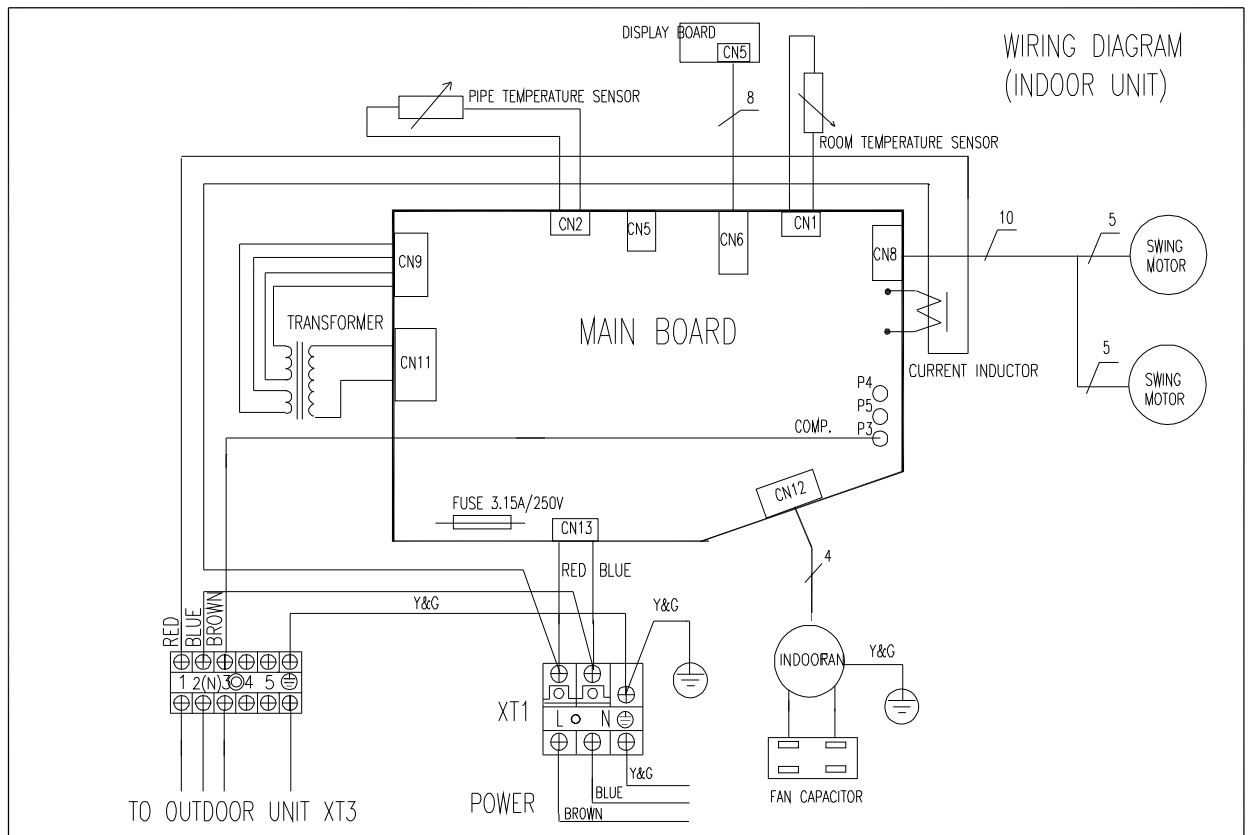 WIRING DIAGRAM
(INDOOR UNIT)
DISPLAY BOARD
CN5
8
PIPE TEMPERATURE SENSOR
ROOM TEMPERATURE SENSOR
CN2
CN5
CN6
CN1
CN8
10
5
SWING
MOTOR
5
SWING
MOTOR
CN9
TRANSFORMER
CN11
MAIN BOARD
CURRENT INDUCTOR
P4
P5
COMP. P3
CN12
FUSE 3.15A/250V
CN13
RED BLUE
4
RED
BLUE
BROWN
Y&G
Y&G
INDOORFAN
Y&G
1 2(N)3 4 5
XT1
L N
Y&G
BLUE
BROWN
POWER
TO OUTDOOR UNIT XT3
FAN CAPACITOR